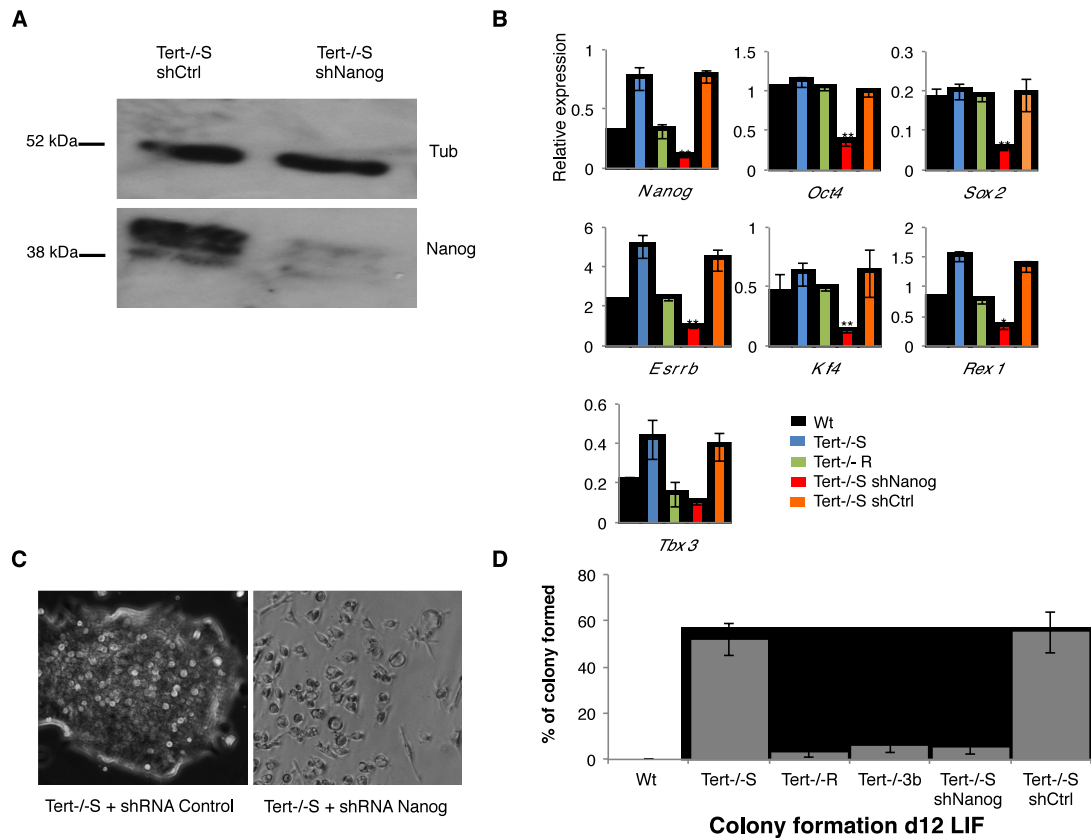 A
Tert-/-S
shCtrl
Tert-/-S
shNanog
52 kDa
Tub
38 kDa
Nanog
B
Relative expression
1
0.5
0
**
Nanog
1.5
1
0.5
0
**
Oct4
0.3
0.2
0.1
0
**
Sox2
6
4
2
0
**
Esrrb
1
0.5
0
**
Klf4
2
1.5
1
0.5
0
*
Rex1
0.6
0.4
0.2
0
Tbx3
Wt
Tert-/-S
Tert-/- R
Tert-/-S shNanog
Tert-/-S shCtrl
C
Tert-/-S + shRNA Control
Tert-/-S + shRNA Nanog
D
% of colony formed
80
60
40
20
0
Wt
Tert-/-S
Tert-/-R
Tert-/-3b
Tert-/-S
shNanog
Tert-/-S
shCtrl
Colony formation d12 LIF